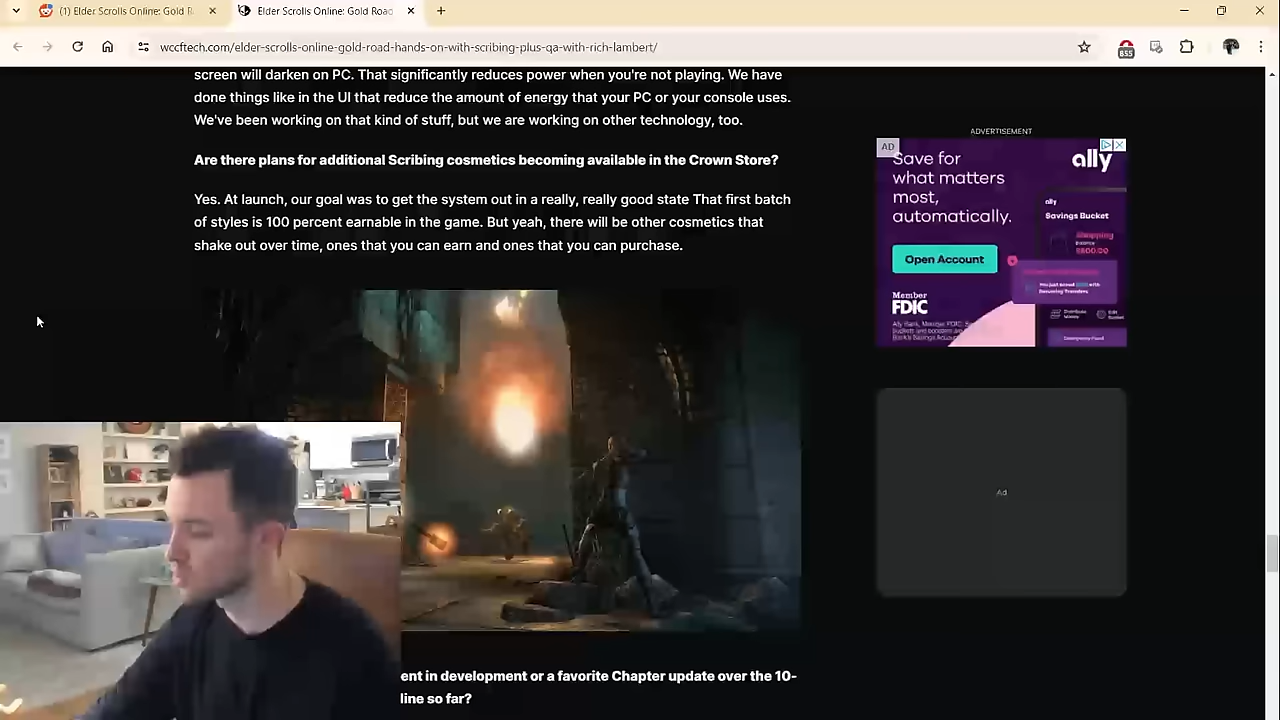 (1) Elder Scrolls Online: Gold R
Elder Scrolls Online: Gold Road
wccftech.com/elder-scrolls-online-gold-road-hands-on-with-scribing-plus-qa-with-rich-lambert/
655
screen will darken on PC. That significantly reduces power when you're not playing. We have
done things like in the UI that reduce the amount of energy that your PC or your console uses.
We've been working on that kind of stuff, but we are working on other technology, too.
Are there plans for additional Scribing cosmetics becoming available in the Crown Store?
Yes. At launch, our goal was to get the system out in a really, really good state That first batch
of styles is 100 percent earnable in the game. But yeah, there will be other cosmetics that
shake out over time, ones that you can earn and ones that you can purchase.
ent in development or a favorite Chapter update over the 10-
line so far?
ADVERTISEMENT
AD
Save for
what matters
most,
automatically.
ally
Open Account
Member
FDIC
ally
Savings Bucket
Ad